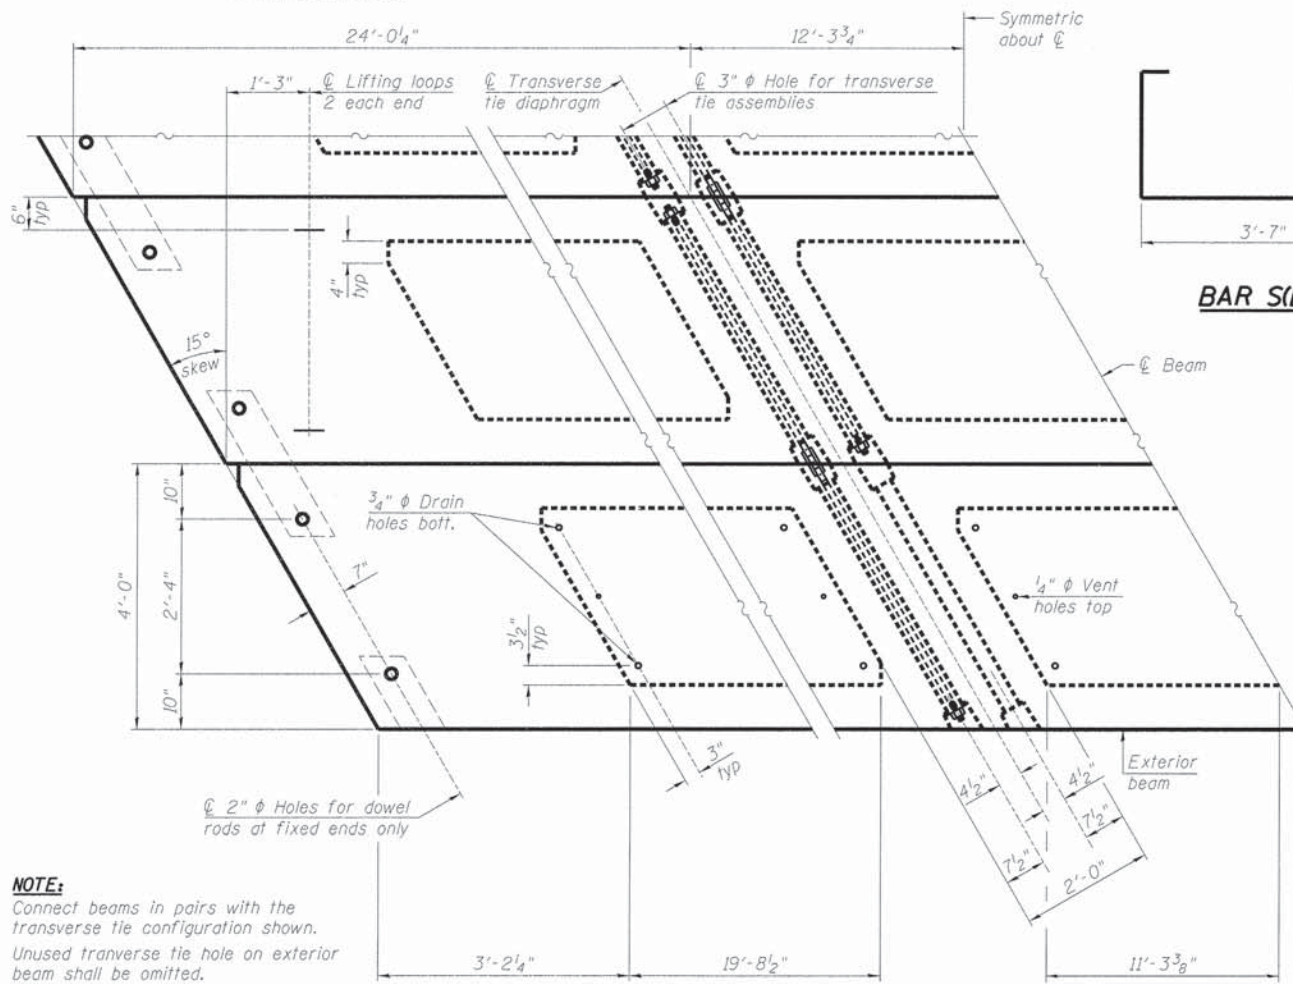 Symmetric
about ℄
24'-0¼"
12'-3¾"
1'-3"
℄ Lifting loops
2 each end
℄ Transverse
tie diaphragm
℄ 3" φ Hole for transverse
tie assemblies
6"
typ
4"
typ
3'-7"
BAR S(
15°
skew
℄ Beam
10"
2'-4"
10"
4'-0"
7"
¾" φ Drain
holes bott.
¼" φ Vent
holes top
3½"
typ
3"
typ
Exterior
beam
℄ 2" φ Holes for dowel
rods at fixed ends only
4½"
4½"
7½"
7½"
2'-0"
NOTE:
Connect beams in pairs with the
transverse tie configuration shown.
Unused tranverse tie hole on exterior
beam shall be omitted.
3'-2¼"
19'-8½"
11'-3⅜"